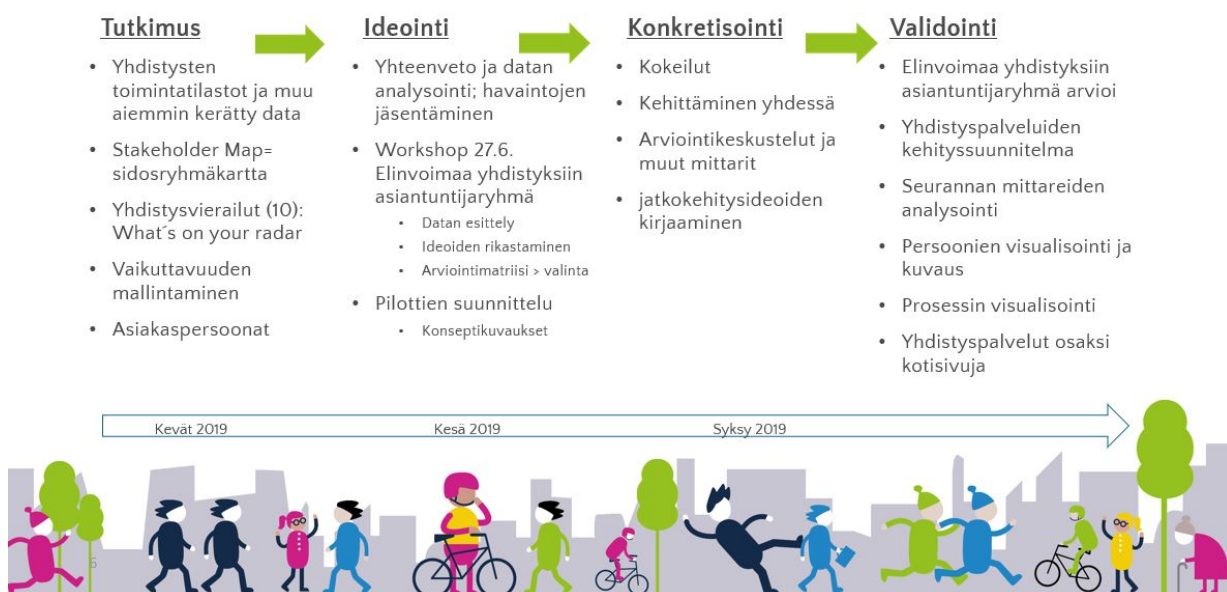 Tutkimus
• Yhdistysten
toimintatilastot ja muu
aiemmin kerätty data
• Stakeholder Map=
sidosryhmäkartta
• Yhdistysvierailut (10):
What´s on your radar
• Vaikuttavuuden
mallintaminen
• Asiakaspersoonat
Ideointi
• Yhteenveto ja datan
analysointi; havaintojen
jäsentäminen
• Workshop 27.6.
Elinvoimaa yhdistyksiin
asiantuntijaryhmä
• Datan esittely
• Ideoiden rikastaminen
• Arviointimatriisi > valinta
• Pilottien suunnittelu
• Konseptikuvaukset
Konkretisointi
• Kokeilut
• Kehittäminen yhdessä
• Arviointikeskustelut ja
muut mittarit
• jatkokehitysideoiden
kirjaaminen
Validointi
• Elinvoimaa yhdistyksiin
asiantuntijaryhmä arvioi
• Yhdistyspalveluiden
kehityssuunnitelma
• Seurannan mittareiden
analysointi
• Persoonien visualisointi ja
kuvaus
• Prosessin visualisointi
• Yhdistyspalvelut osaksi
kotisivuja
Kevät 2019
Kesä 2019
Syksy 2019
6